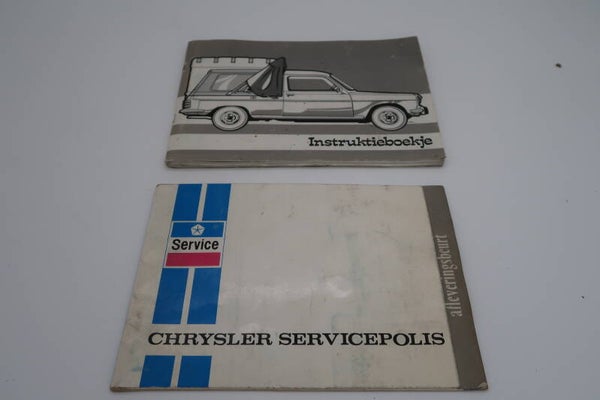 Instruktieboekje
Service
CHRYSLER SERVICEPOLIS
afleveringsbeurt